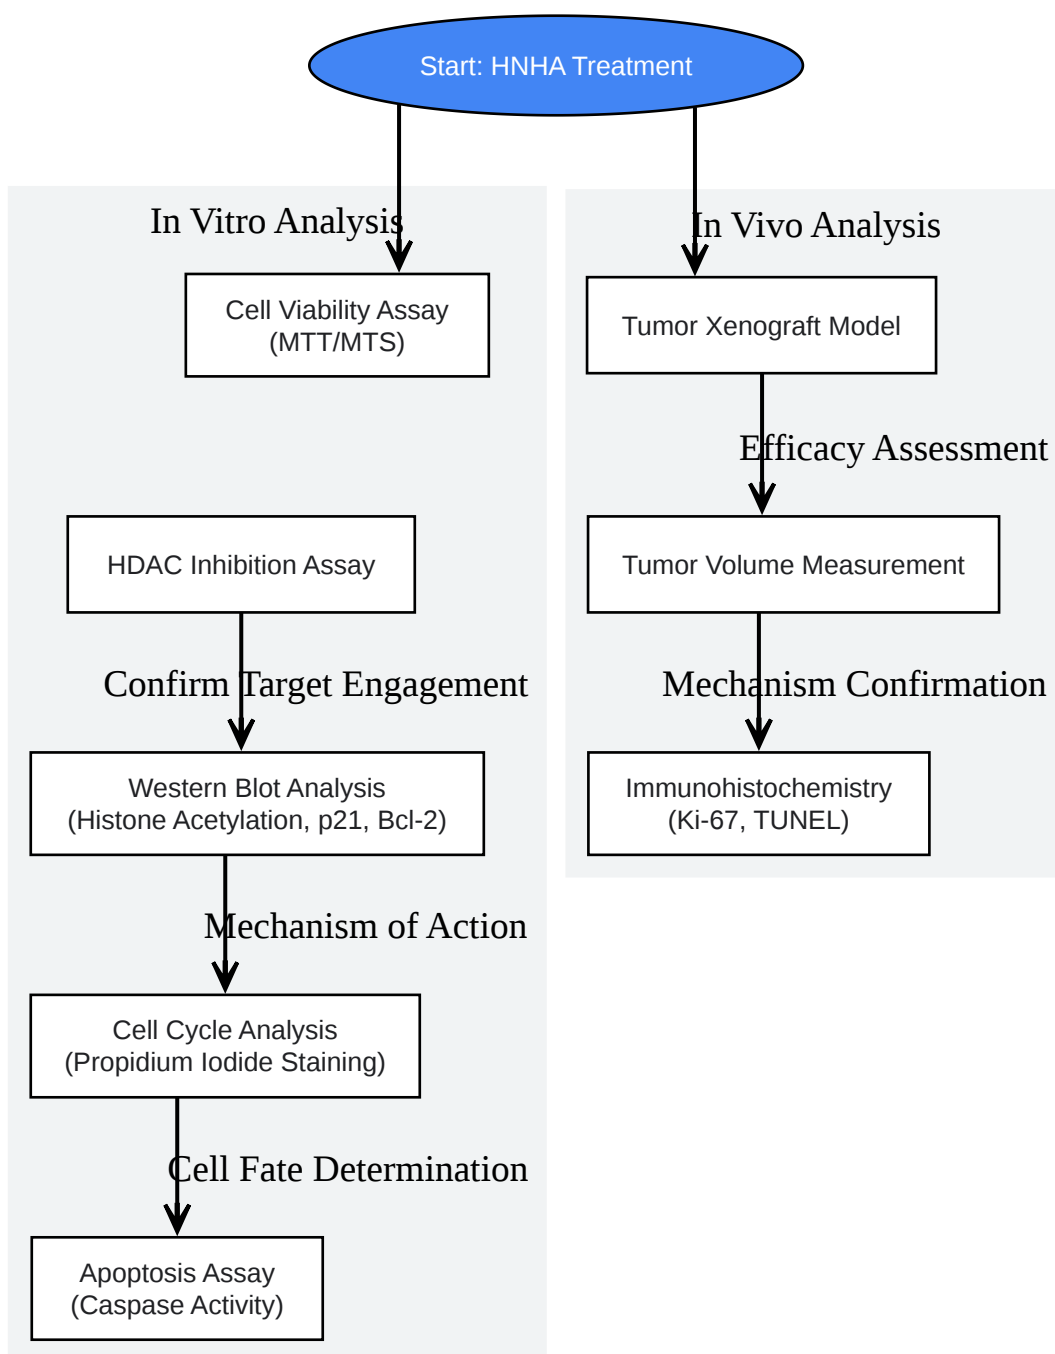 Start: HNHA Treatment
In Vitro Analysis
Cell Viability Assay
(MTT/MTS)
HDAC Inhibition Assay
Confirm Target Engagement
Western Blot Analysis
(Histone Acetylation, p21, Bcl-2)
Mechanism of Action
Cell Cycle Analysis
(Propidium Iodide Staining)
Cell Fate Determination
Apoptosis Assay
(Caspase Activity)
In Vivo Analysis
Tumor Xenograft Model
Efficacy Assessment
Tumor Volume Measurement
Mechanism Confirmation
Immunohistochemistry
(Ki-67, TUNEL)